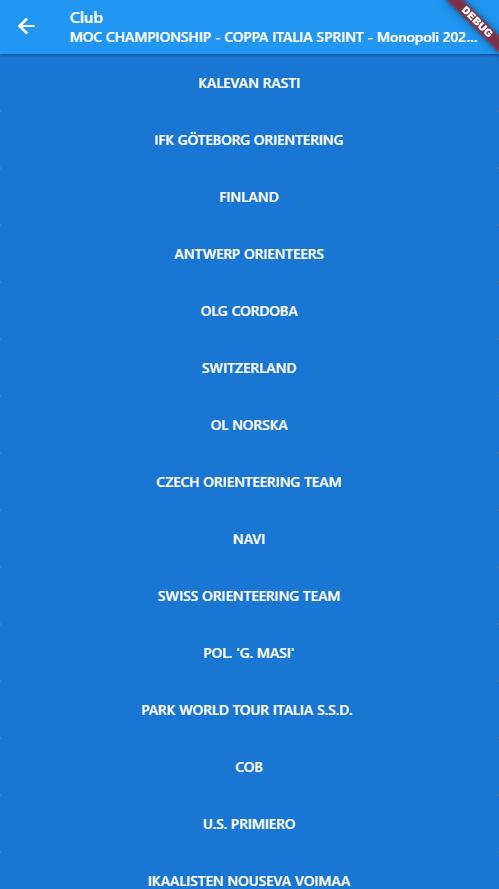 Club
DEBUG
MOC CHAMPIONSHIP - COPPA ITALIA SPRINT - Monopoli 202...
KALEVAN RASTI
IFK GÖTEBORG ORIENTERING
FINLAND
ANTWERP ORIENTEERS
OLG CORDOBA
SWITZERLAND
OL NORSKA
CZECH ORIENTEERING TEAM
NAVI
SWISS ORIENTEERING TEAM
POL. 'G. MASI'
PARK WORLD TOUR ITALIA S.S.D.
COB
U.S. PRIMIERO
IKAALISTEN NOUSEVA VOIMAA